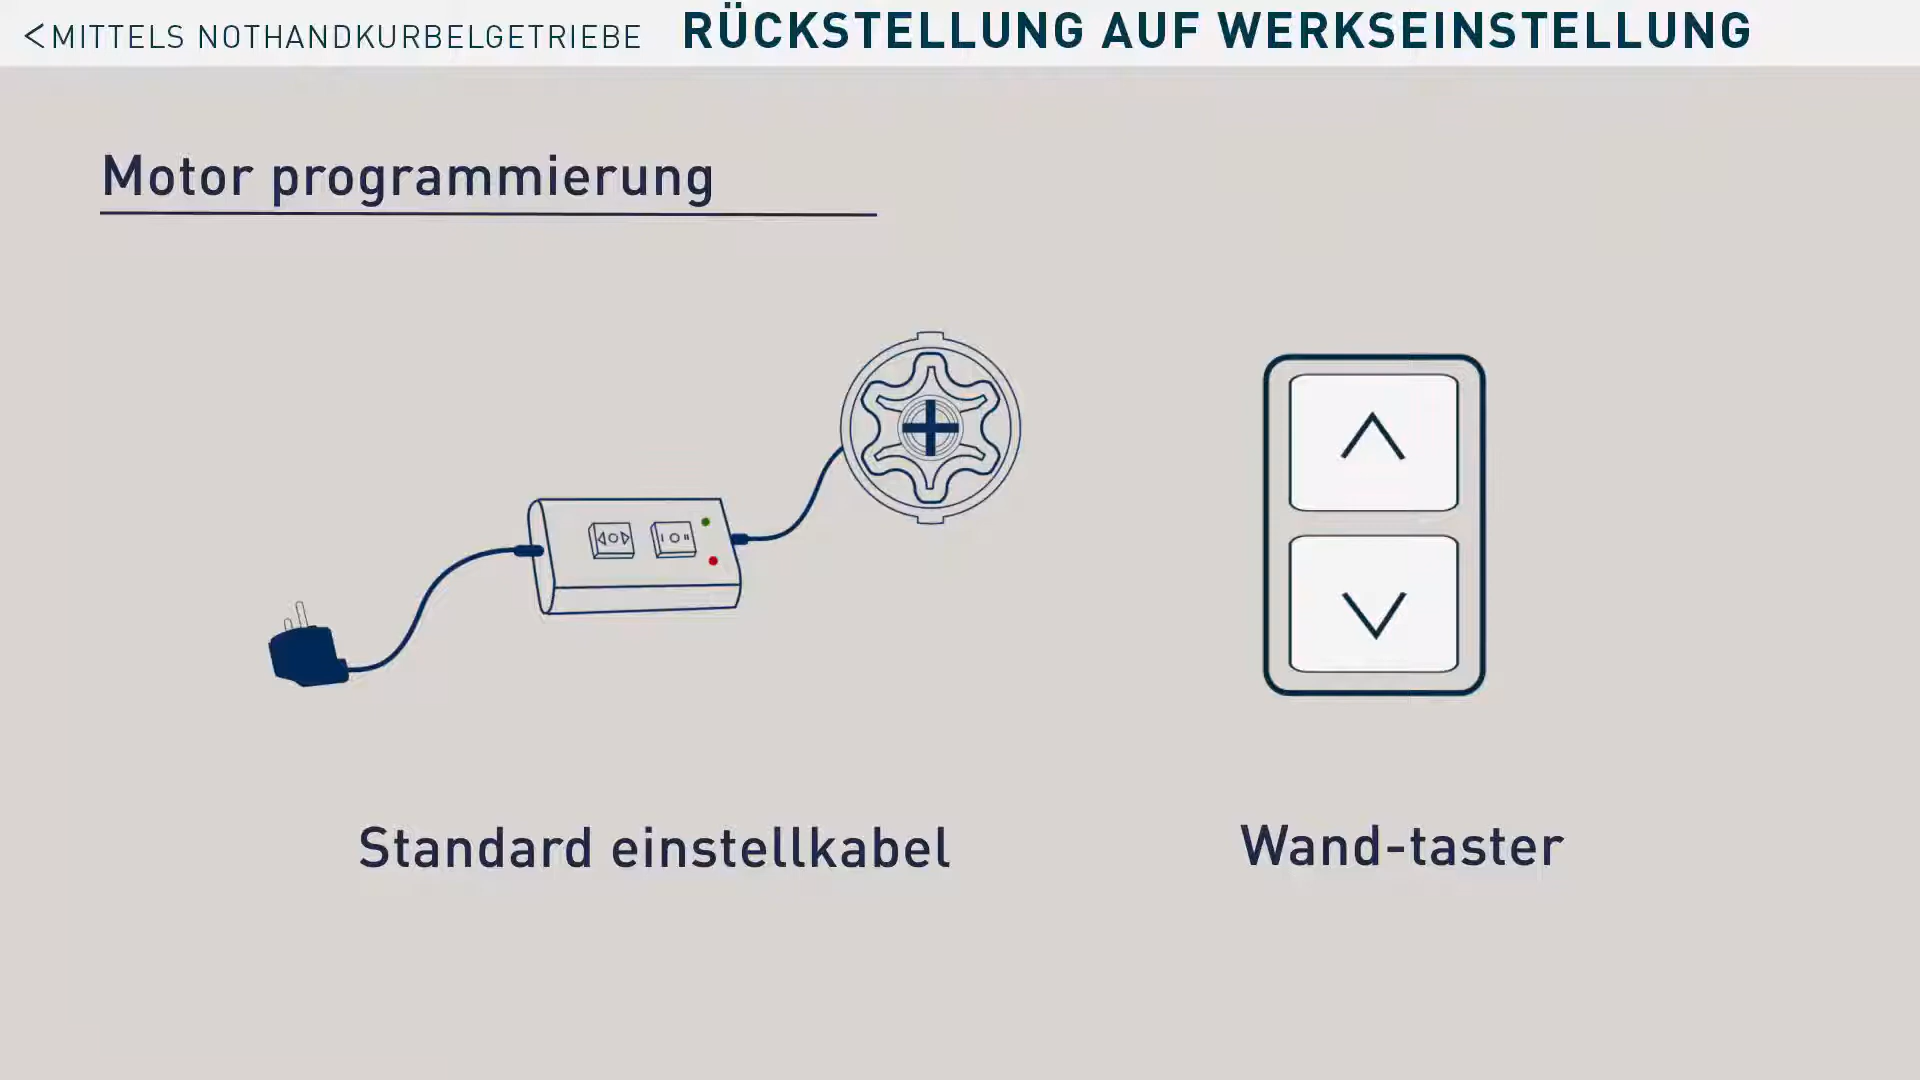 <MITTELS NOTHANDKURBELGETRIEBE RÜCKSTELLUNG AUF WERKSEINSTELLUNG
Motor programmierung
Standard einstellkabel
Wand-taster